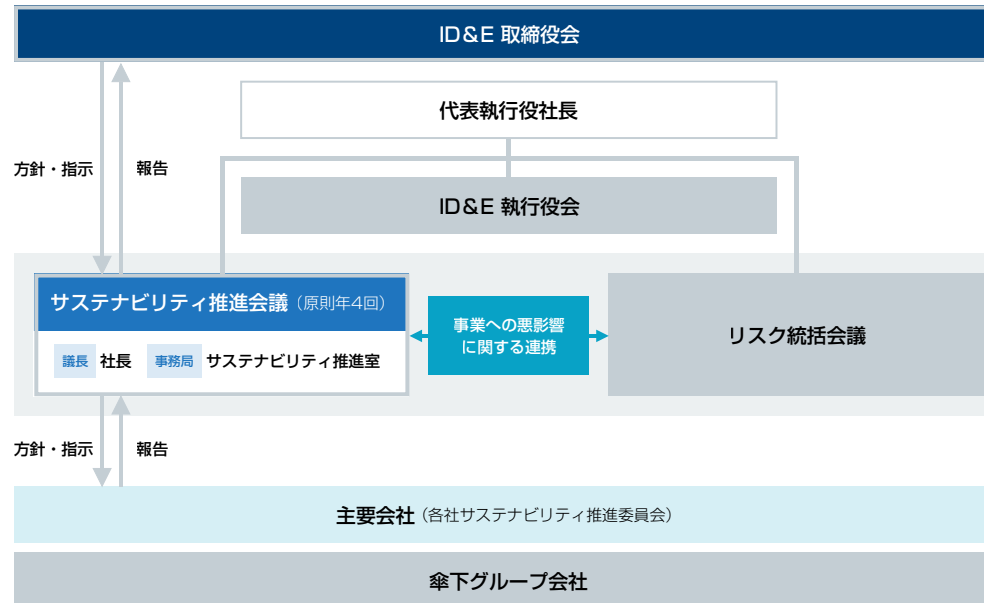 ID&E 取締役会
代表執行役社長
方針・指示
報告
ID&E 執行役会
サステナビリティ推進会議（原則年4回）
議長 社長 事務局 サステナビリティ推進室
事業への悪影響
に関する連携
リスク統括会議
方針・指示
報告
主要会社（各社サステナビリティ推進委員会）
傘下グループ会社